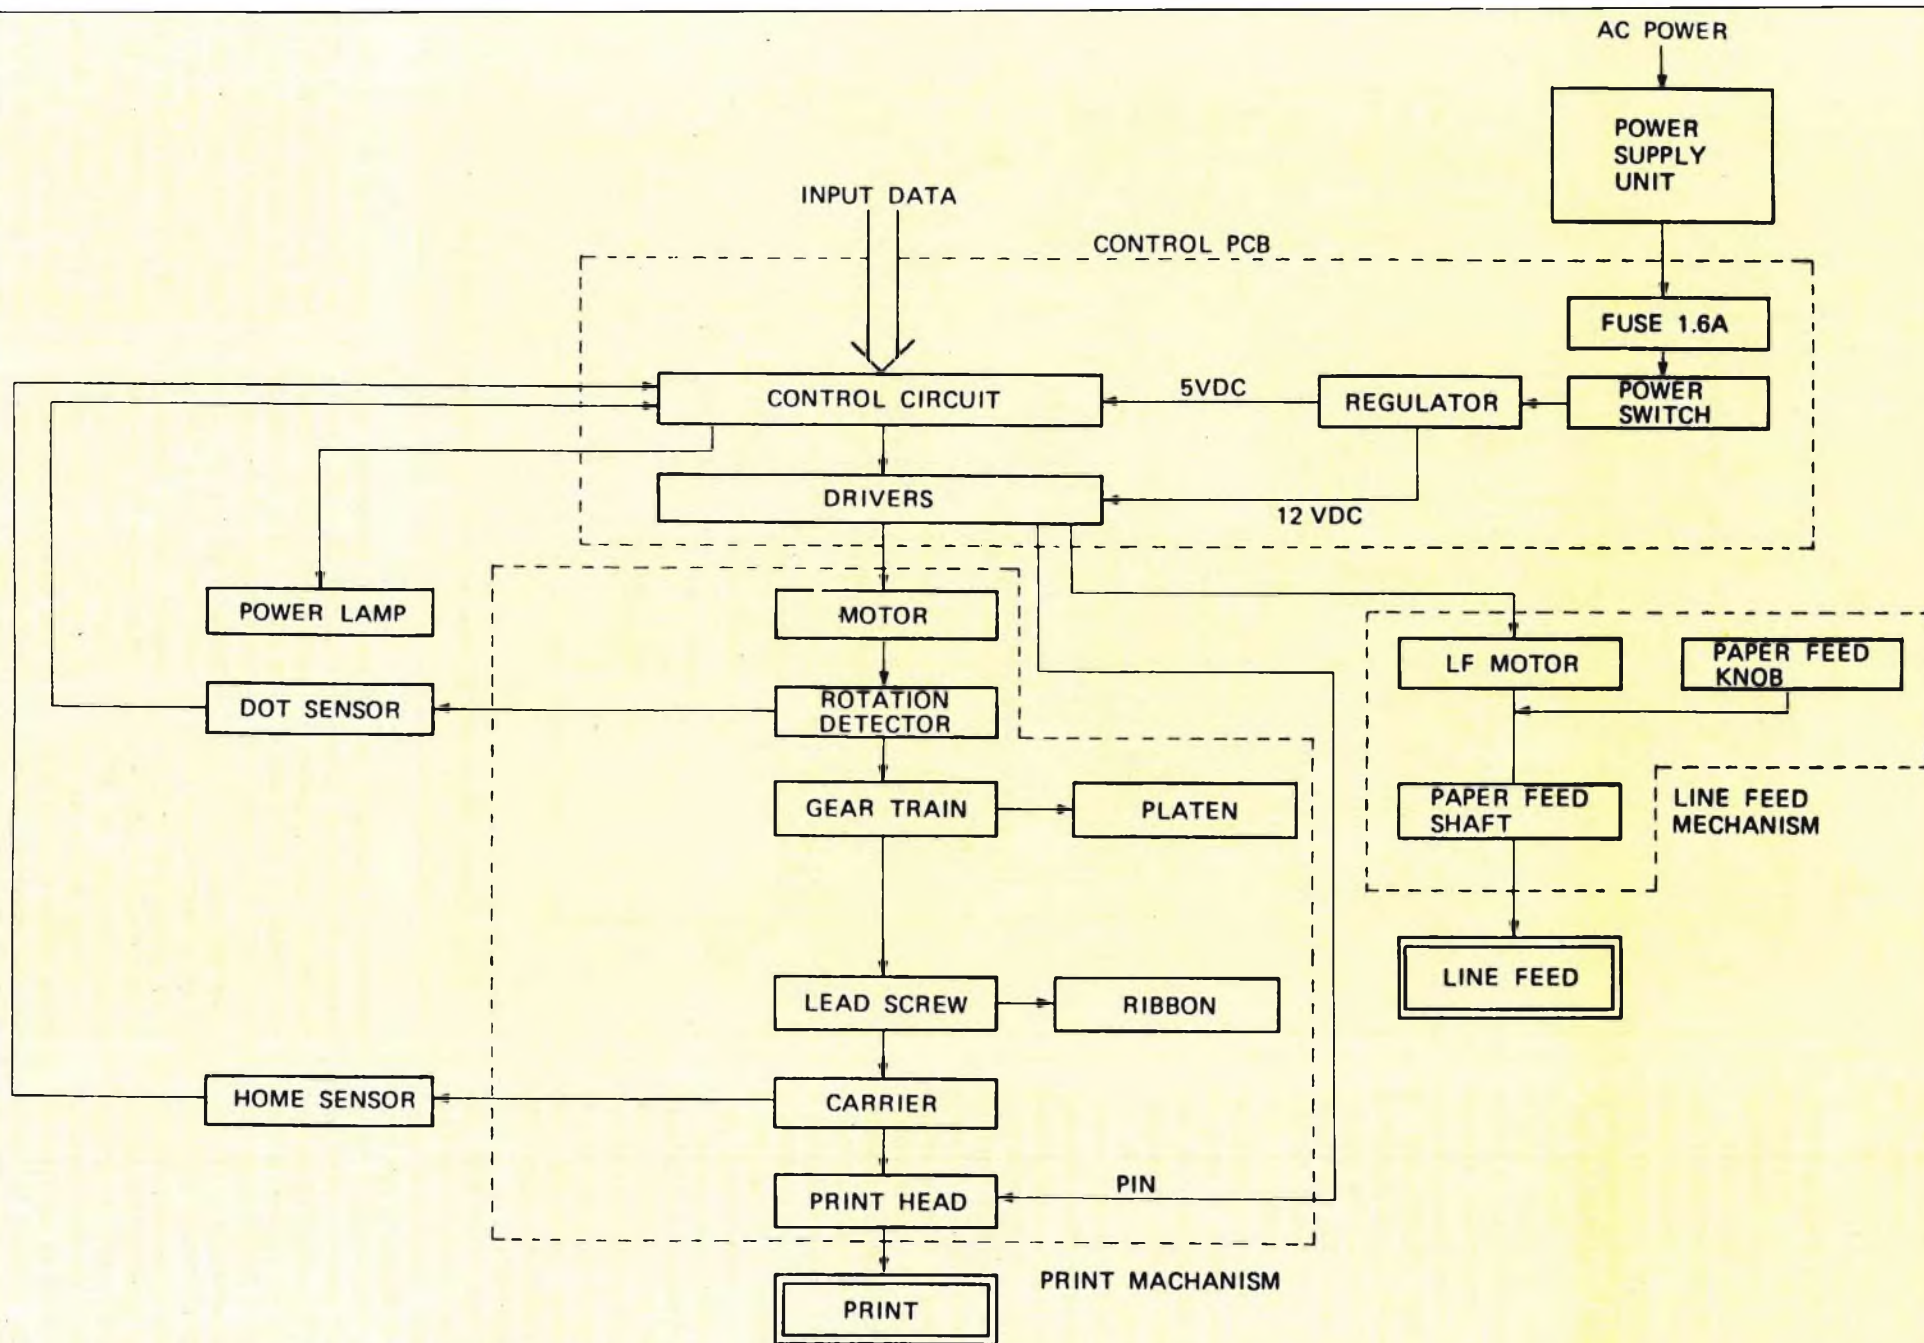 AC POWER
POWER
SUPPLY
UNIT
INPUT DATA
CONTROL PCB
FUSE 1.6A
CONTROL CIRCUIT
5VDC
REGULATOR
POWER
SWITCH
DRIVERS
12 VDC
POWER LAMP
MOTOR
LF MOTOR
PAPER FEED
KNOB
DOT SENSOR
ROTATION
DETECTOR
GEAR TRAIN
PLATEN
PAPER FEED
SHAFT
LINE FEED
MECHANISM
LINE FEED
LEAD SCREW
RIBBON
HOME SENSOR
CARRIER
PRINT HEAD
PIN
PRINT MACHANISM
PRINT